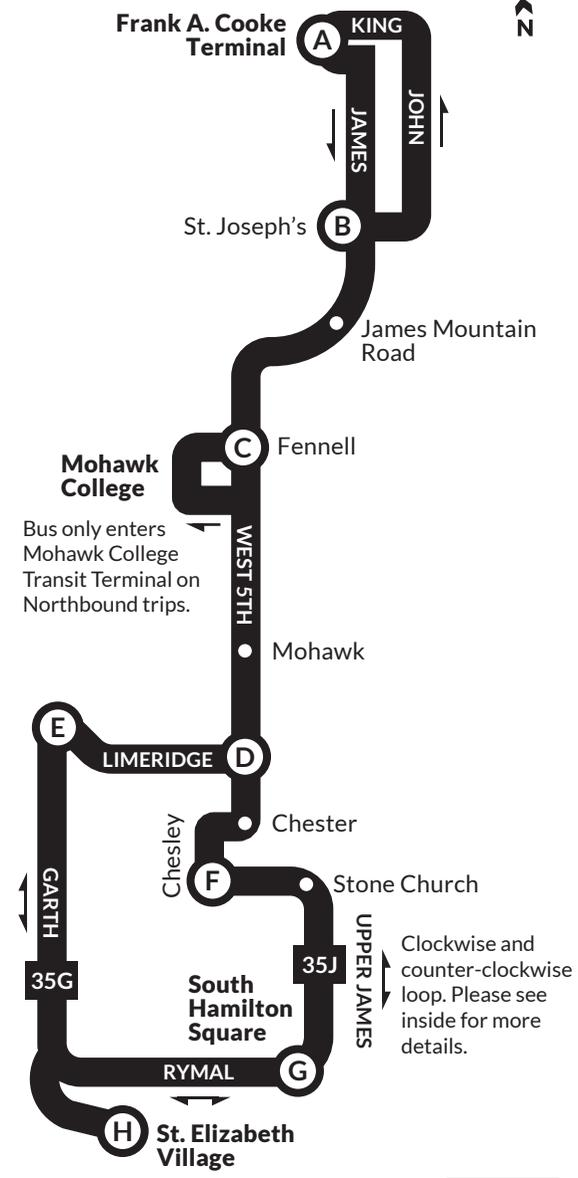 Frank A. Cooke
Terminal
A
KING
N
JAMES
JOHN
St. Joseph's
B
James Mountain
Road
C
Fennell
Mohawk
College
Bus only enters
Mohawk College
Transit Terminal on
Northbound trips.
WEST 5TH
Mohawk
E
LIMERIDGE
D
Chester
Chesley
F
Stone Church
GARTH
35G
35J
UPPER JAMES
Clockwise and
counter-clockwise
loop. Please see
inside for more
details.
South
Hamilton
Square
RYMAL
G
H
St. Elizabeth
Village